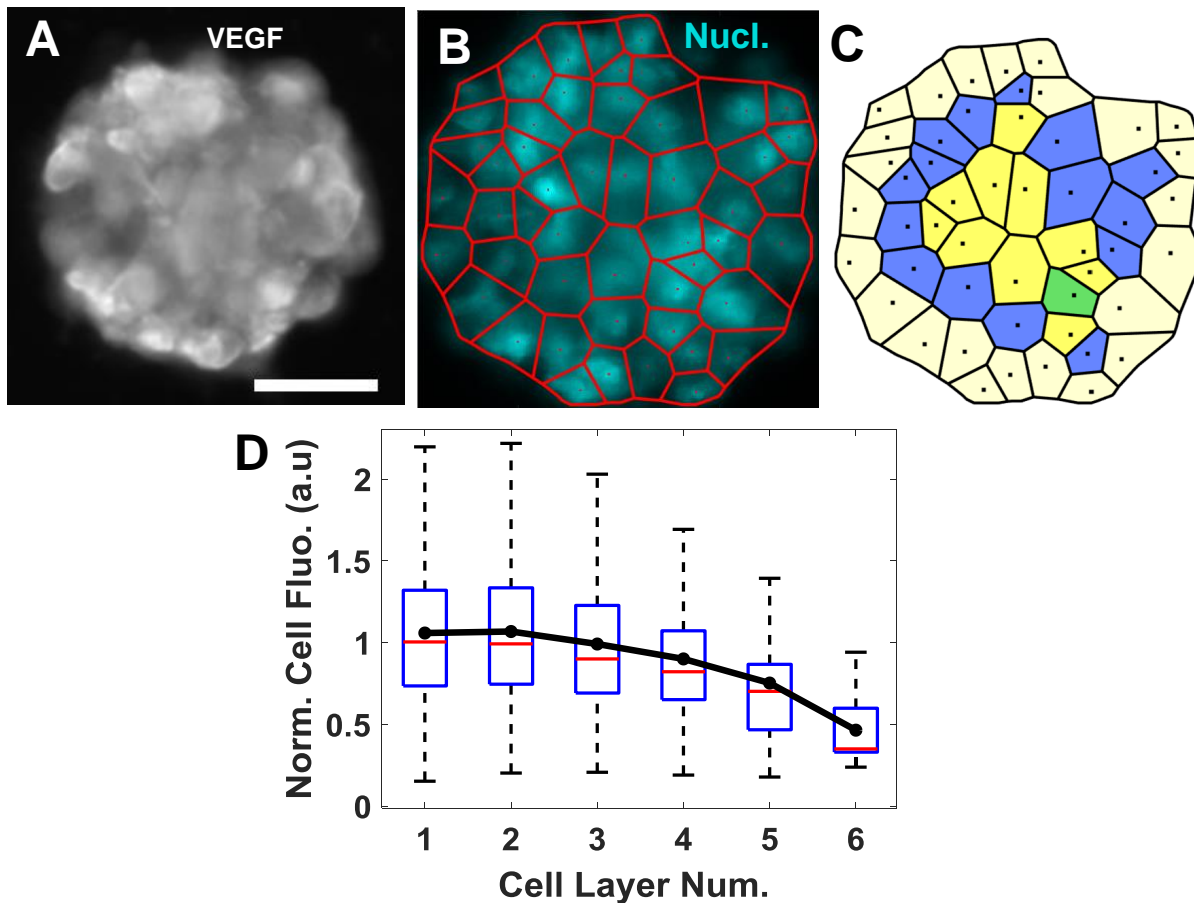 A
VEGF
B
Nucl.
C
D
Norm. Cell Fluo. (a.u)
2
1.5
1
0.5
0
1 2 3 4 5 6
Cell Layer Num.